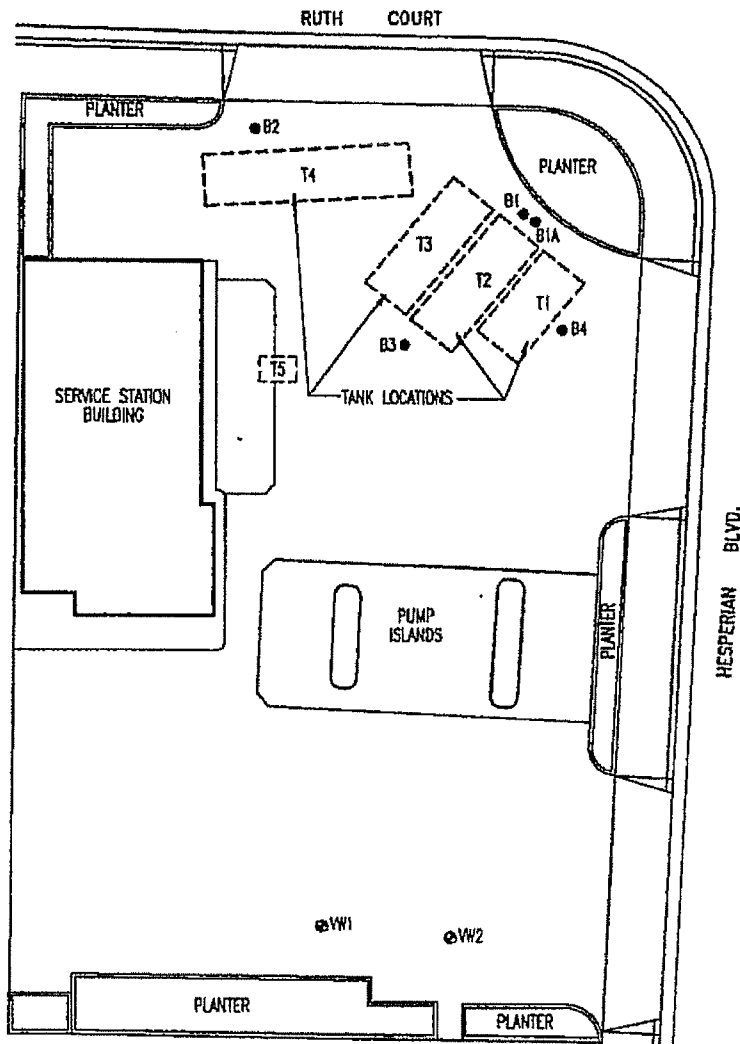 RUTH COURT
PLANTER
B2
T4
PLANTER
B1
B1A
T3
T2
T1
B4
B3
T5
TANK LOCATIONS
SERVICE STATION
BUILDING
HESPERIAN BLVD.
PUMP
ISLANDS
PLANTER
VW1
VW2
PLANTER
PLANTER